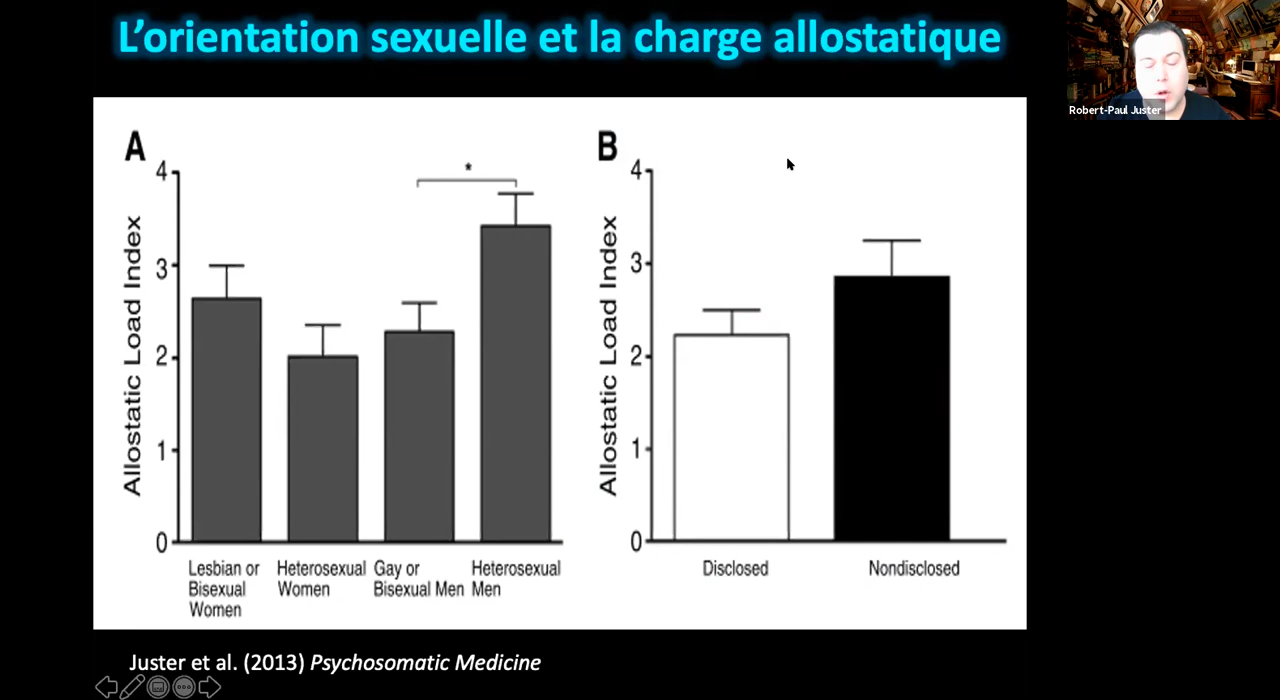 L'orientation sexuelle et la charge allostatique
Robert-Paul Juster
A
Allostatic Load Index
4
3
2
1
0
*
Lesbian or
Bisexual
Women
Heterosexual
Women
Gay or
Bisexual Men
Heterosexual
Men
B
Allostatic Load Index
4
3
2
1
0
Disclosed
Nondisclosed
Juster et al. (2013) Psychosomatic Medicine